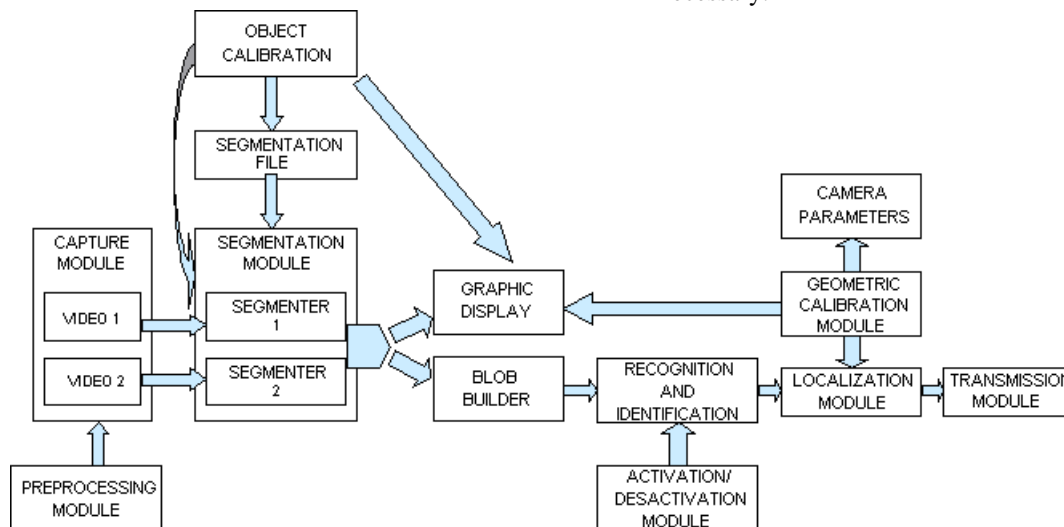 OBJECT
CALIBRATION
SEGMENTATION
FILE
CAPTURE
MODULE
VIDEO 1
VIDEO 2
SEGMENTATION
MODULE
SEGMENTER
1
SEGMENTER
2
GRAPHIC
DISPLAY
BLOB
BUILDER
CAMERA
PARAMETERS
GEOMETRIC
CALIBRATION
MODULE
RECOGNITION
AND
IDENTIFICATION
LOCALIZATION
MODULE
TRANSMISSION
MODULE
PREPROCESSING
MODULE
ACTIVATION/
DESACTIVATION
MODULE